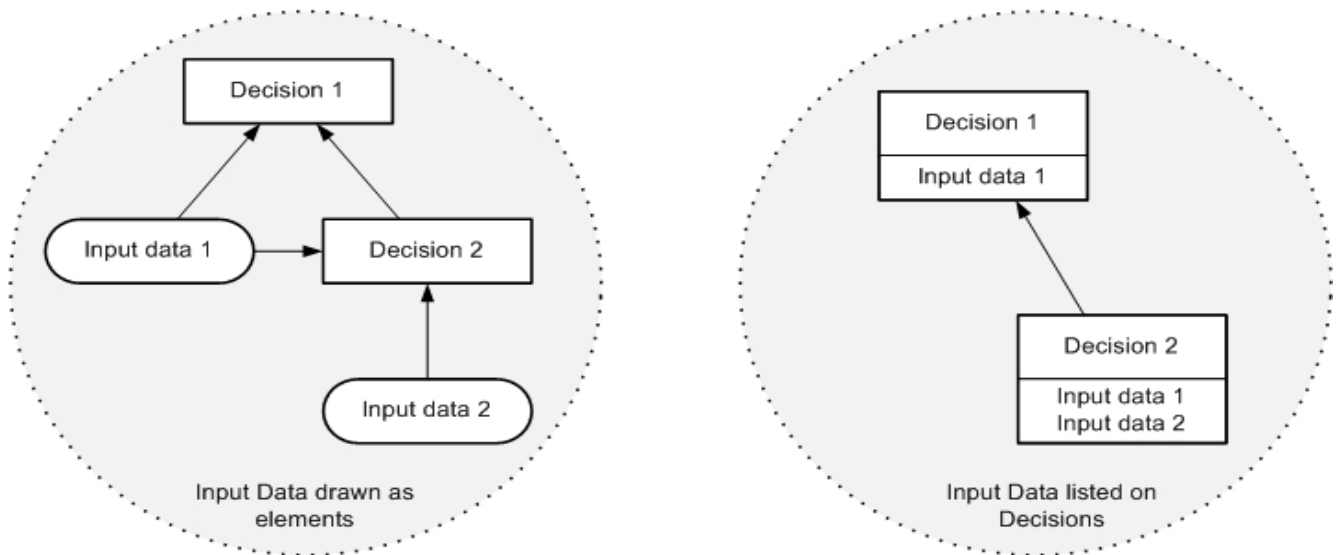 Decision 1
Input data 1
Decision 2
Input data 2
Input Data drawn as
elements
Decision 1
Input data 1
Decision 2
Input data 1
Input data 2
Input Data listed on
Decisions